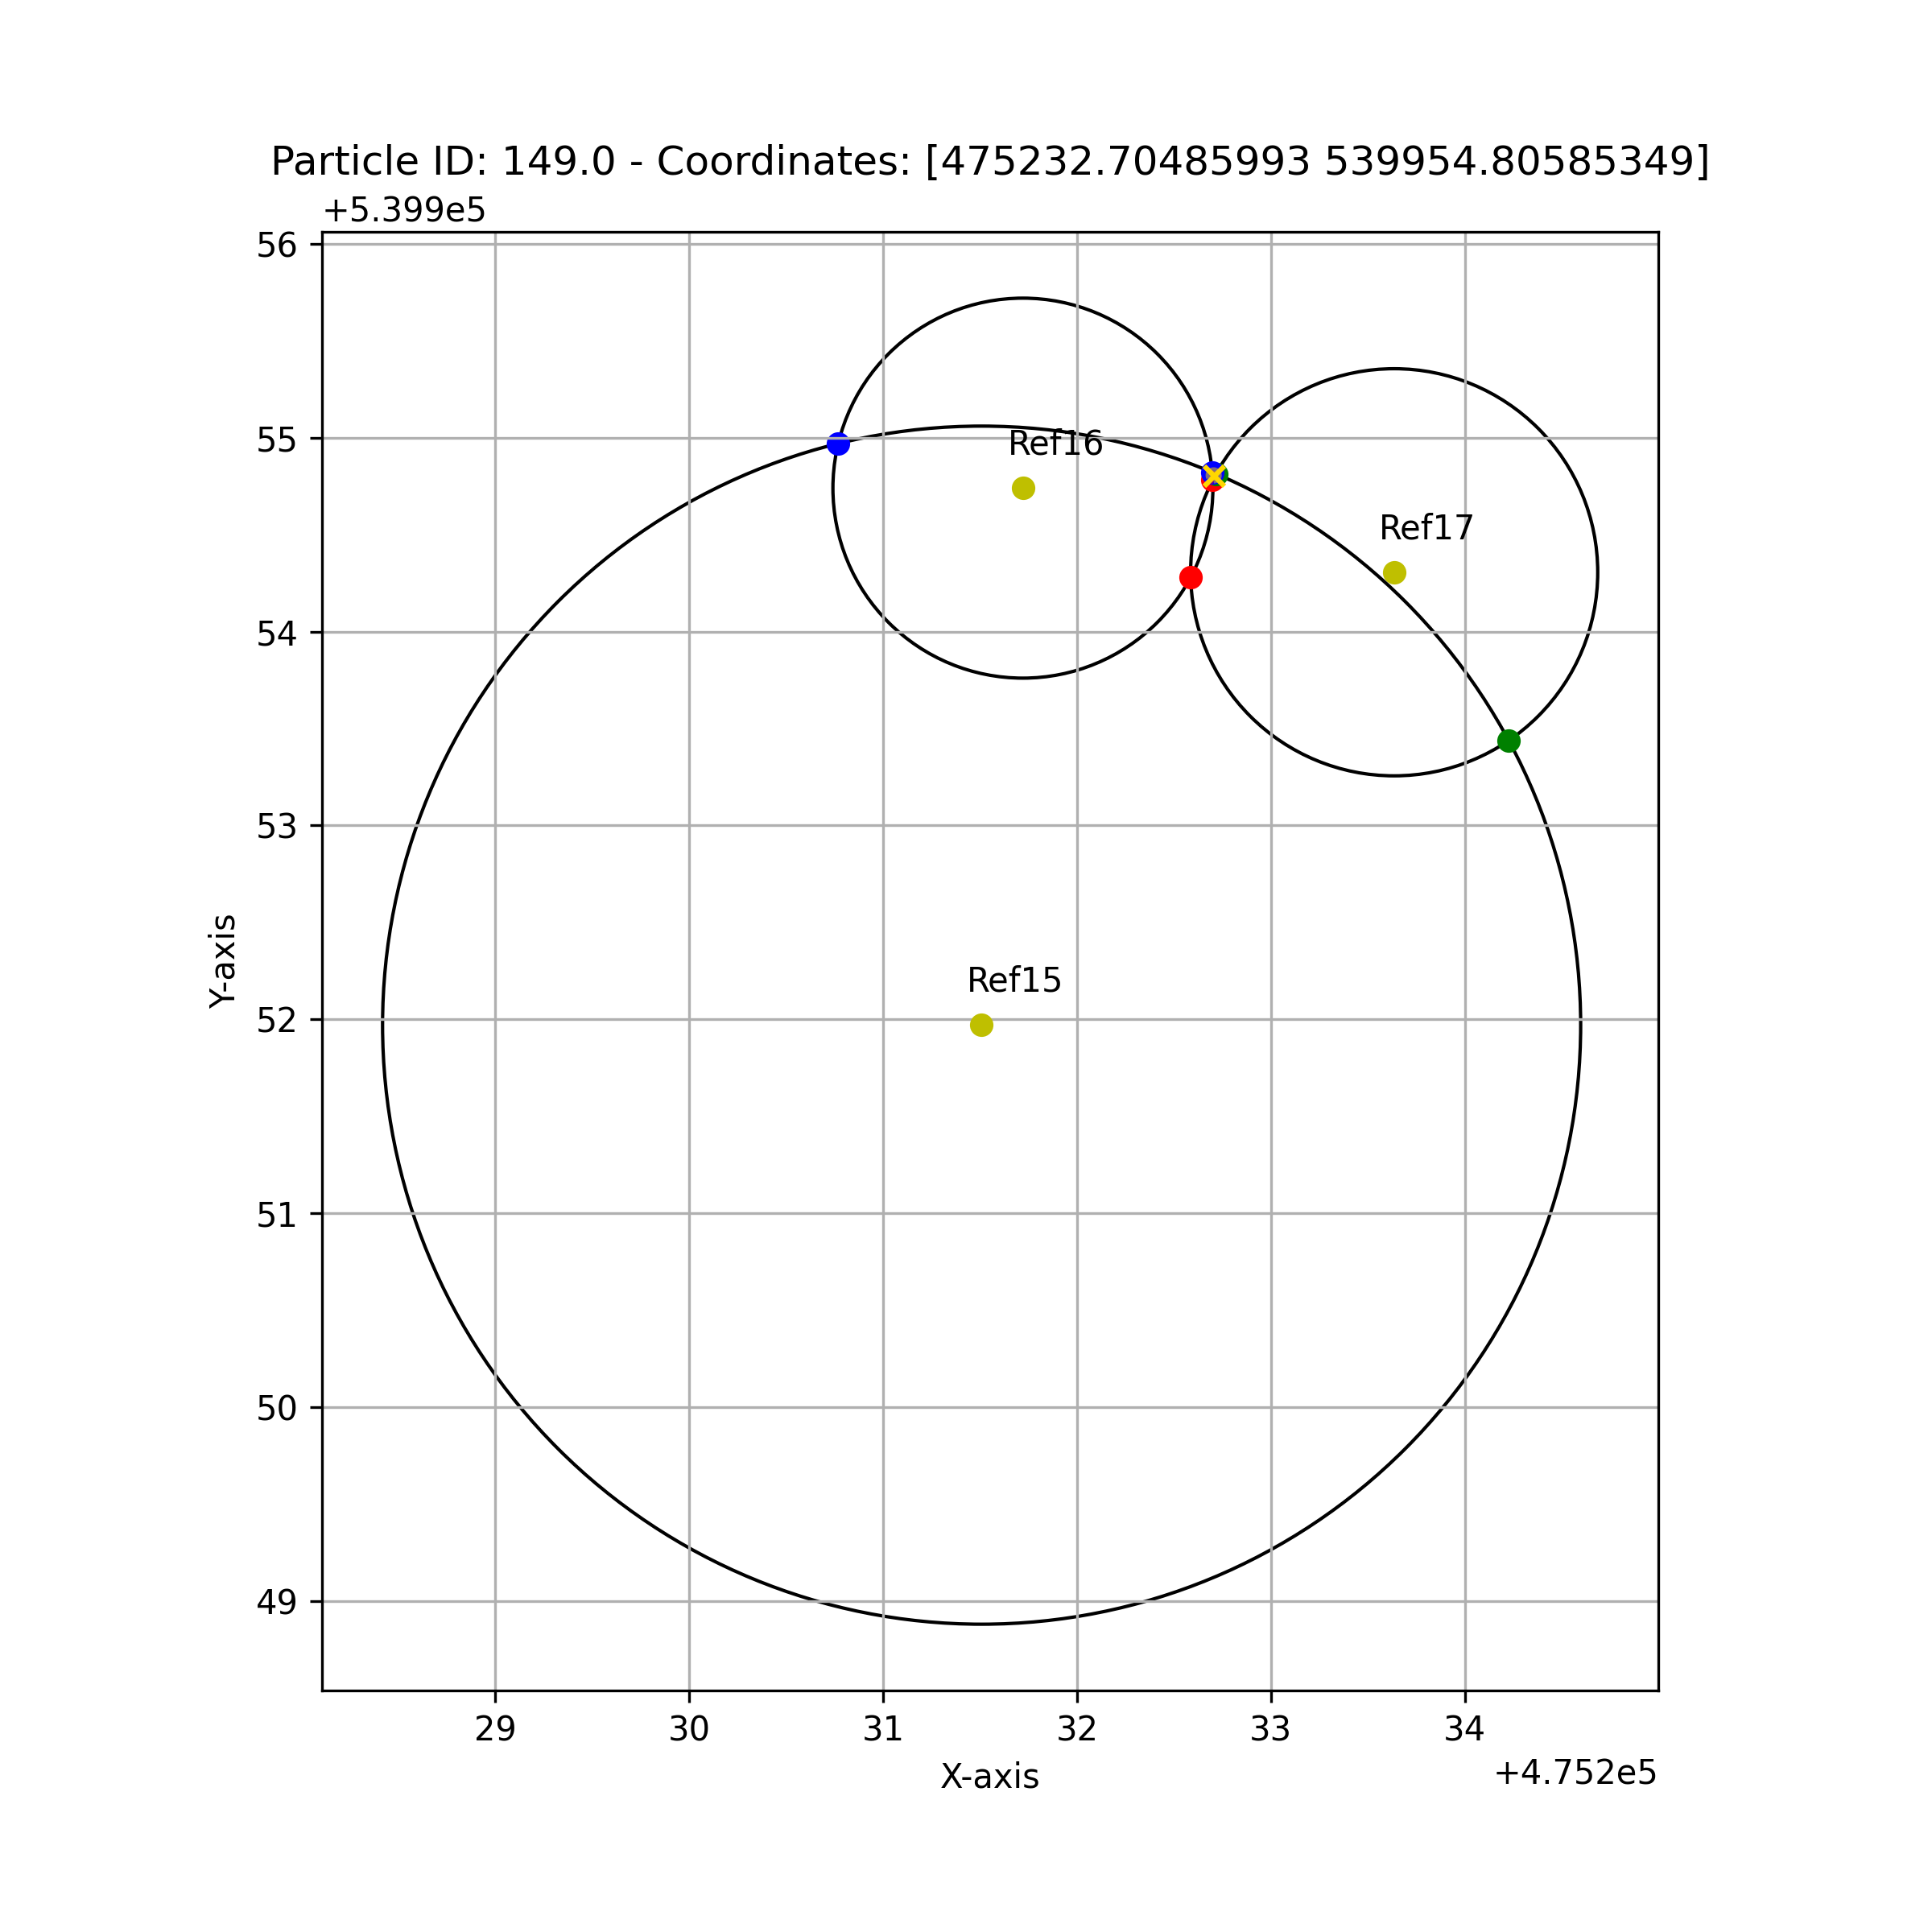 Particle ID: 149.0 - Coordinates: [475232.70485993 539954.80585349]
+5.399e5
56
55
54
53
52
51
50
49
Y-axis
Ref16
Ref17
Ref15
29 30 31 32 33 34
X-axis
+4.752e5